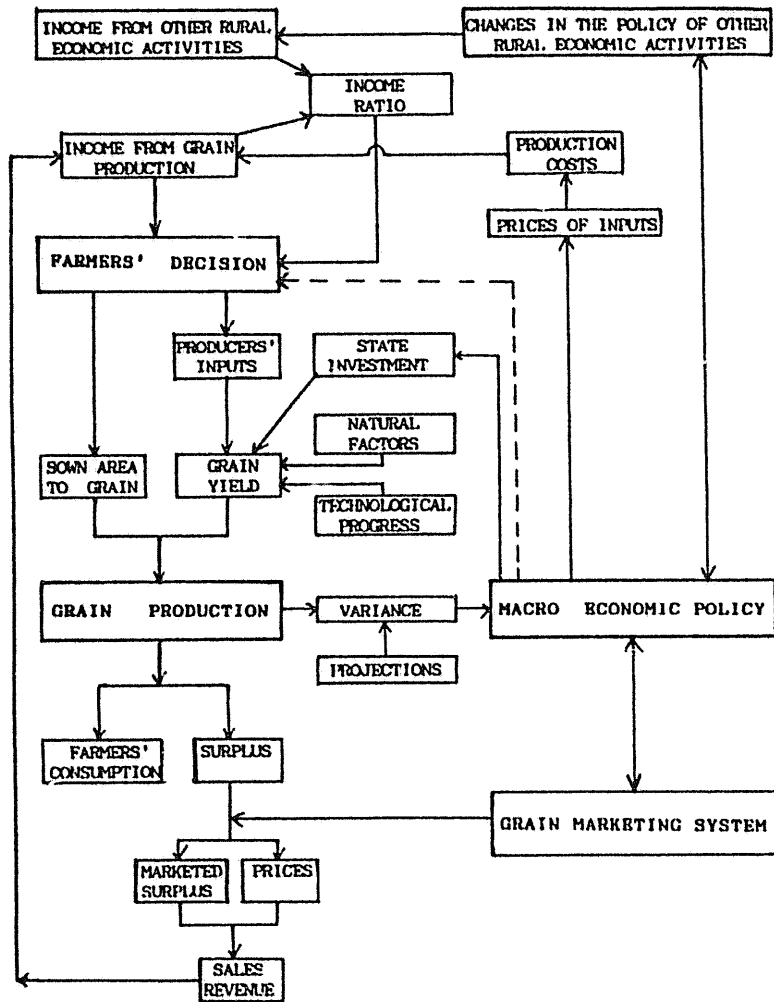 INCOME FROM OTHER RURAL
ECONOMIC ACTIVITIES
CHANGES IN THE POLICY OF OTHER
RURAL ECONOMIC ACTIVITIES
INCOME
RATIO
INCOME FROM GRAIN
PRODUCTION
PRODUCTION
COSTS
PRICES OF INPUTS
FARMERS' DECISION
PRODUCERS'
INPUTS
STATE
INVESTMENT
NATURAL
FACTORS
SOWN AREA
TO GRAIN
GRAIN
YIELD
TECHNOLOGICAL
PROGRESS
GRAIN PRODUCTION
VARIANCE
MACRO ECONOMIC POLICY
PROJECTIONS
FARMERS'
CONSUMPTION
SURPLUS
GRAIN MARKETING SYSTEM
MARKETED
SURPLUS
PRICES
SALES
REVENUE